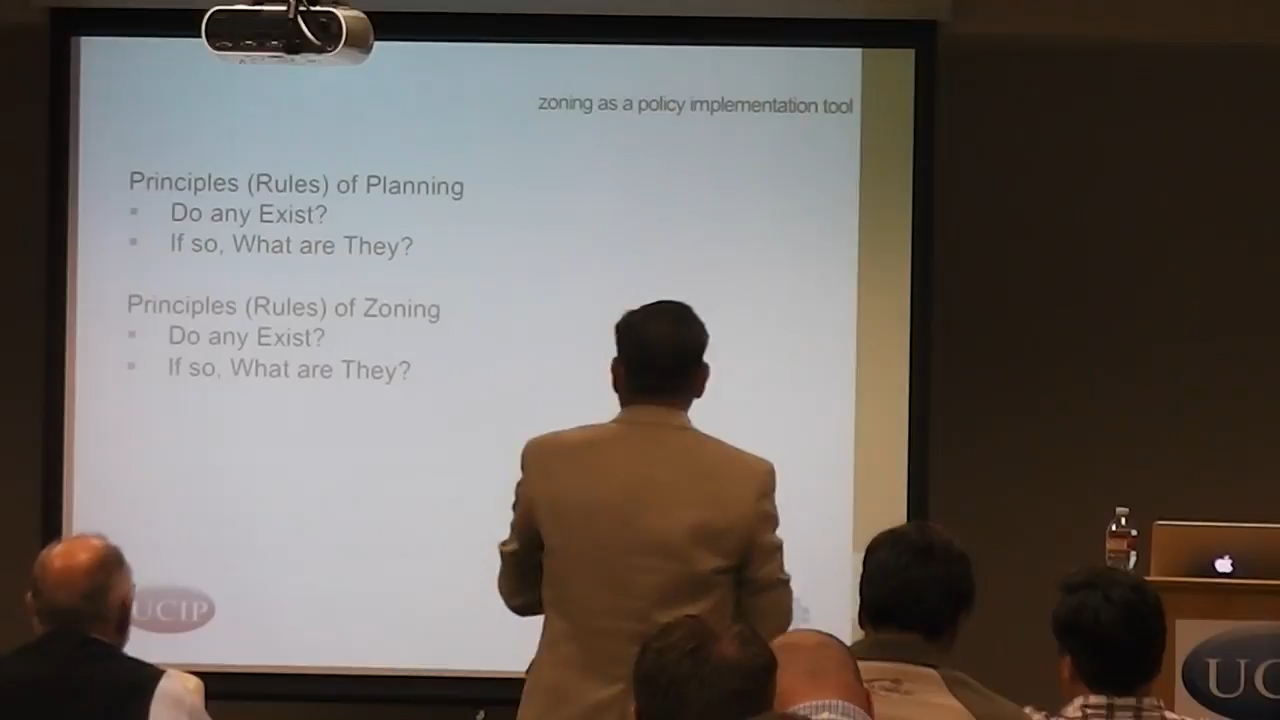 zoning as a policy implementation tool
Principles (Rules) of Planning
▪ Do any Exist?
▪ If so, What are They?
Principles (Rules) of Zoning
▪ Do any Exist?
▪ If so, What are They?
UCIP
UC